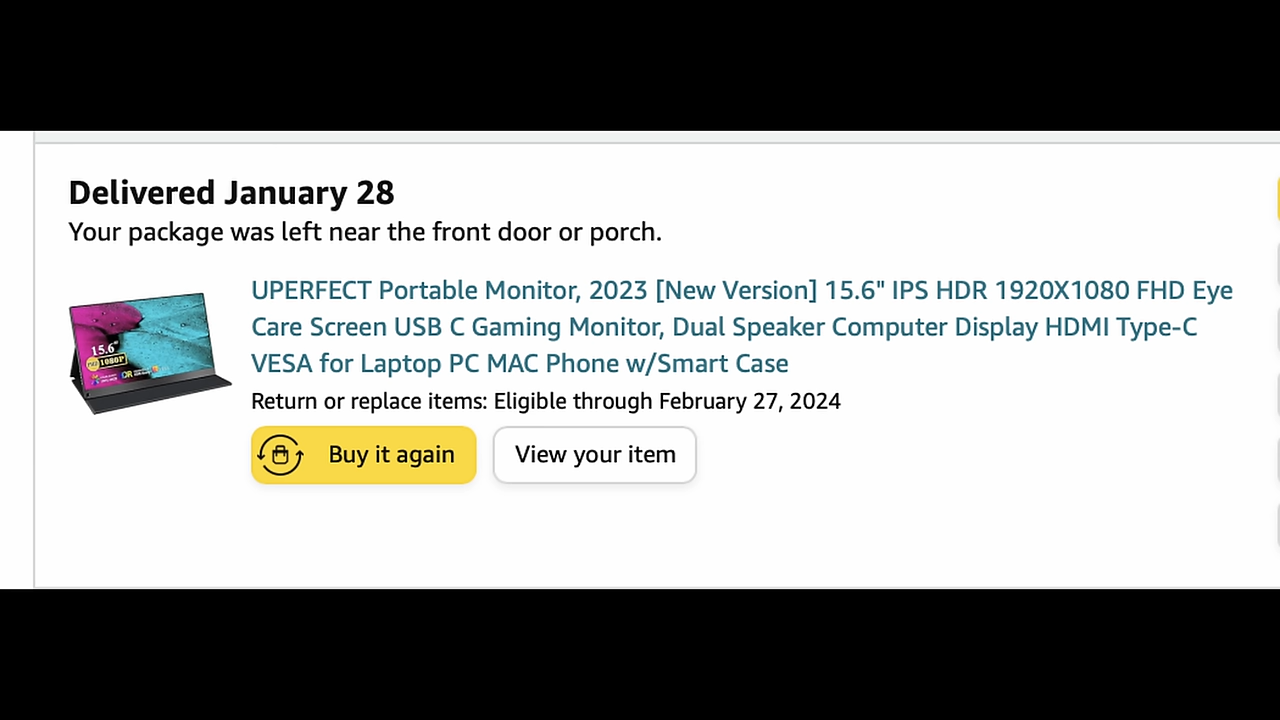 Delivered January 28
Your package was left near the front door or porch.
UPERFECT Portable Monitor, 2023 [New Version] 15.6" IPS HDR 1920X1080 FHD Eye
Care Screen USB C Gaming Monitor, Dual Speaker Computer Display HDMI Type-C
VESA for Laptop PC MAC Phone w/Smart Case
15.6"
1080P
Return or replace items: Eligible through February 27, 2024
Buy it again
View your item